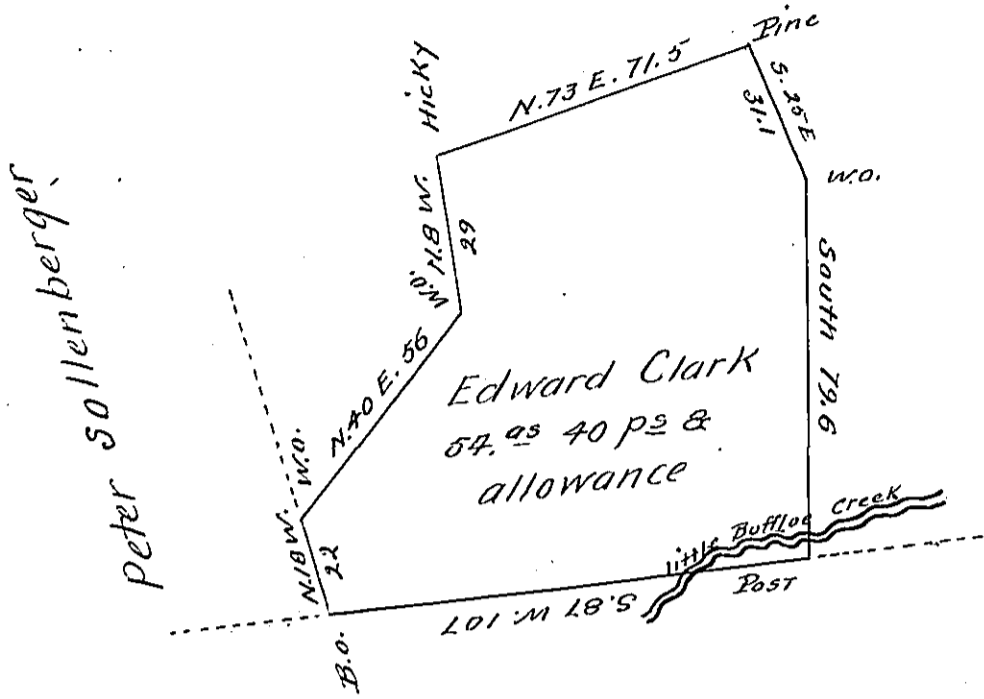 Pine
Hicky
N.73 E. 71.5
S. 25 E
31.1
W.O.
N.8 W.
29
W.O.
South 79.6
Peter Sollenberger
N.40 E. 56
Edward Clark
54.as 40 ps &
allowance
W.O.
N.18 W.
22
little Buffloe Creek
Post
S. 87 W. 107
B.O.